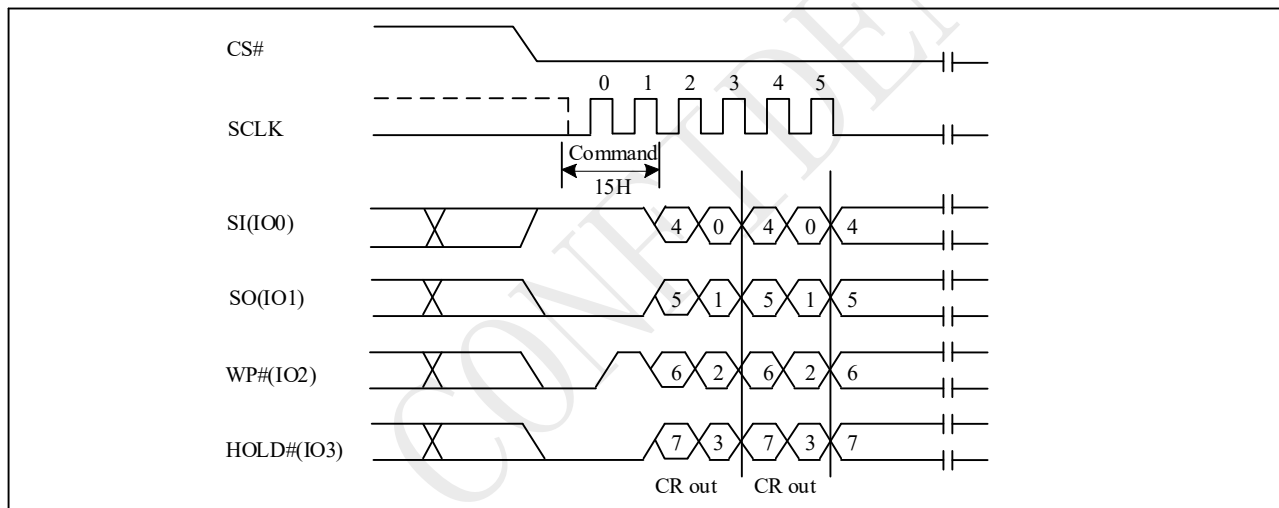 CONFIDEN
CS#
0 1 2 3 4 5
SCLK
Command
15H
SI(IO0) 4 0 4 0 4
SO(IO1) 5 1 5 1 5
WP#(IO2) 6 2 6 2 6
HOLD#(IO3) 7 3 7 3 7
CR out CR out